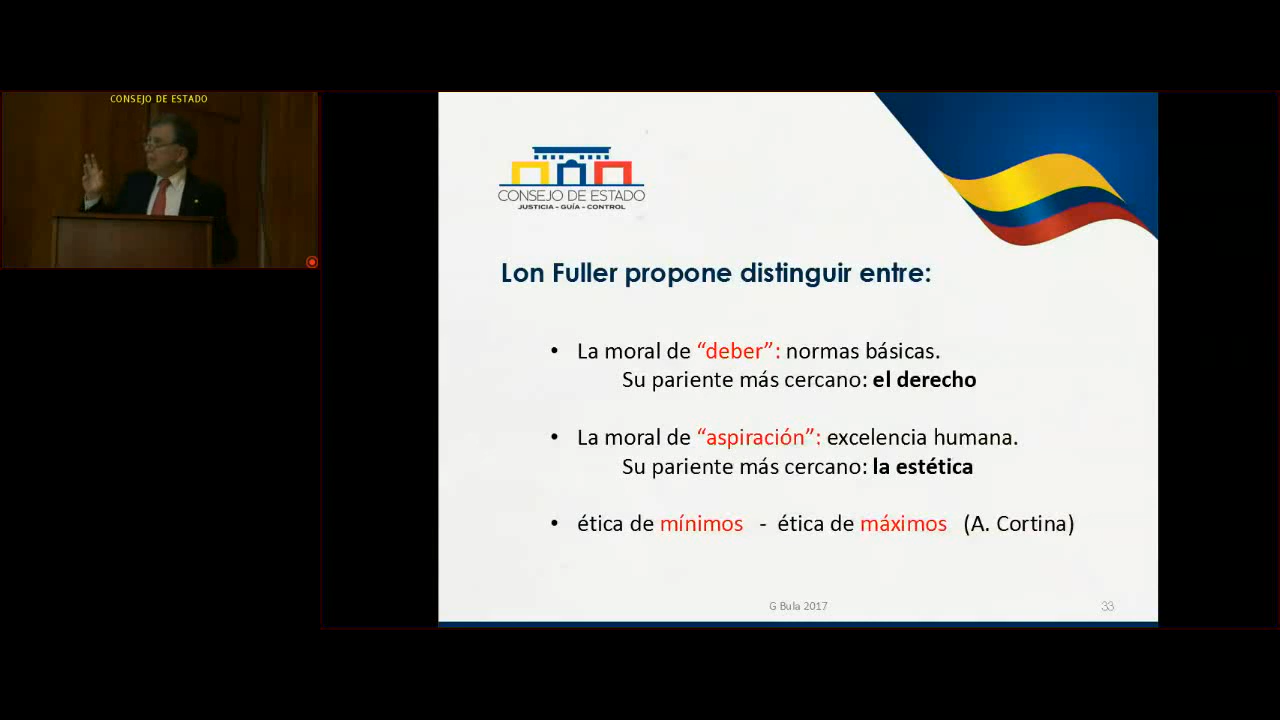 CONSEJO DE ESTADO
CONSEJO DE ESTADO
JUSTICIA - GUÍA - CONTROL
Lon Fuller propone distinguir entre:
• La moral de “deber”: normas básicas.
Su pariente más cercano: el derecho
• La moral de “aspiración”: excelencia humana.
Su pariente más cercano: la estética
• ética de mínimos - ética de máximos (A. Cortina)
G Bula 2017
33